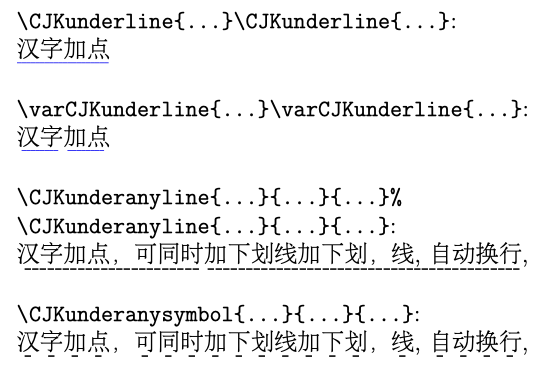 \CJKunderline{...}\CJKunderline{...}:
汉字加点
\varCJKunderline{...}\varCJKunderline{...}:
汉字加点
\CJKunderanyline{...}{...}{...}%
\CJKunderanyline{...}{...}{...}:
汉字加点，可同时加下划线加下划，线, 自动换行,
\CJKunderanysymbol{...}{...}{...}:
汉字加点，可同时加下划线加下划，线, 自动换行,